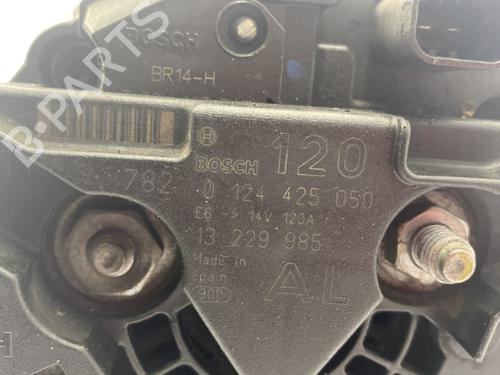 BOSCH
BR14-H
B-PARTS
BOSCH 120
782 0 124 425 050
E6 -> 14V 120A
13 229 985
Made in
Spain
AL
900